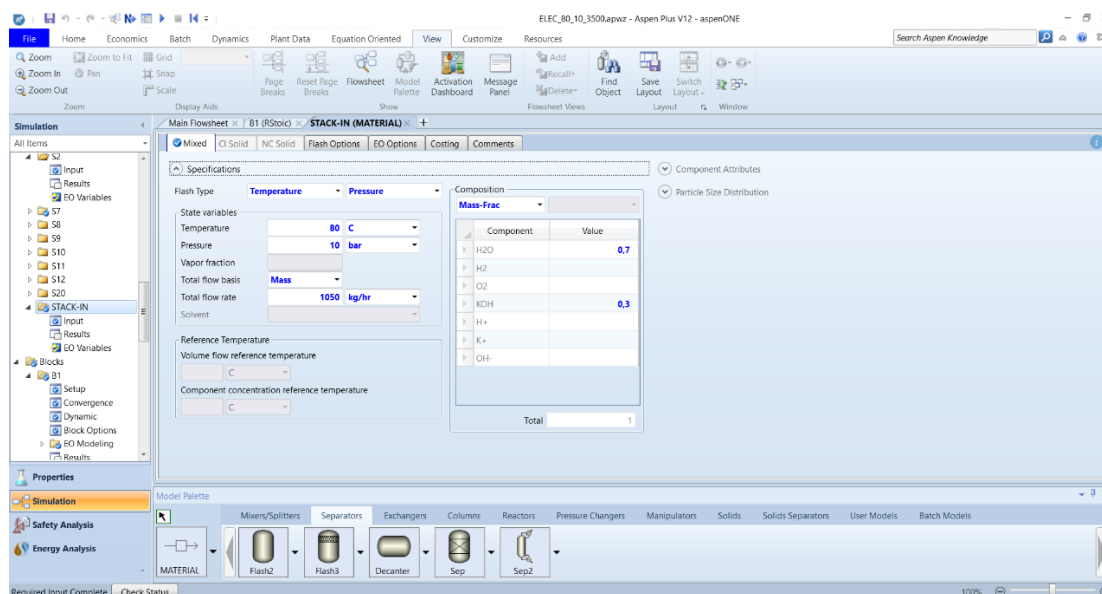 ELEC_80_10_3500.apwz - Aspen Plus V12 - aspenONE
File Home Economics Batch Dynamics Plant Data Equation Oriented View Customize Resources Search Aspen Knowledge
Zoom Zoom to Fit Grid Add
Zoom In Pan Snap Recall
Zoom Out Scale Page Breaks Reset Page Breaks Flowsheet Model Palette Activation Dashboard Message Panel Delete Find Object Save Layout Switch Layout
Zoom Display Aids Show Flowsheet Views Layout Window
Simulation Main Flowsheet B1 (RStoic) STACK-IN (MATERIAL) +
All Items Mixed CI Solid NC Solid Flash Options EO Options Costing Comments
S2
Input
Results
EO Variables
S7
S8
S9
S10
S11
S12
S20
STACK-IN
Input
Results
EO Variables
Blocks
B1
Setup
Convergence
Dynamic
Block Options
EO Modeling
Results
Specifications
Flash Type Temperature Pressure
State variables
Temperature 80 C
Pressure 10 bar
Vapor fraction
Total flow basis Mass
Total flow rate 1050 kg/hr
Solvent
Reference Temperature
Volume flow reference temperature
C
Component concentration reference temperature
C
Composition
Mass-Frac
Component Value
H2O 0,7
H2
O2
KOH 0,3
H+
K+
OH-
Total 1
Component Attributes
Particle Size Distribution
Properties
Simulation
Safety Analysis
Energy Analysis
Model Palette
Mixers/Splitters Separators Exchangers Columns Reactors Pressure Changers Manipulators Solids Solids Separators User Models Batch Models
MATERIAL Flash2 Flash3 Decanter Sep Sep2
Required Input Complete Check Status 100%